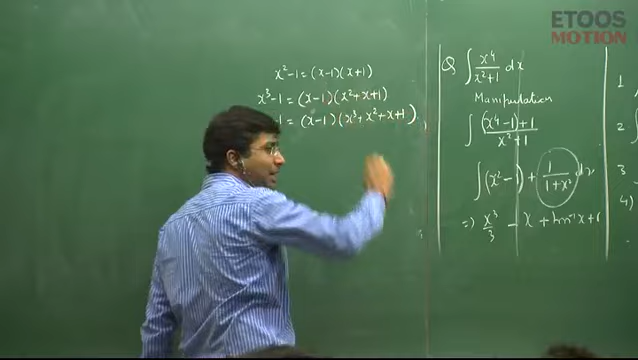 ETOOS
MOTION
x²-1=(x-1)(x+1)
x³-1=(x-1)(x²+x+1)
-1 = (x-1)(x³+x²+x+1)
Q ∫ x⁴/(x²+1) dx
Manipulation
∫ ((x⁴-1)+1)/(x²+1)
∫(x²-1)+ 1/(1+x²) dx
=> x³/3 - x + tan⁻¹x+c
1
2
3
4)